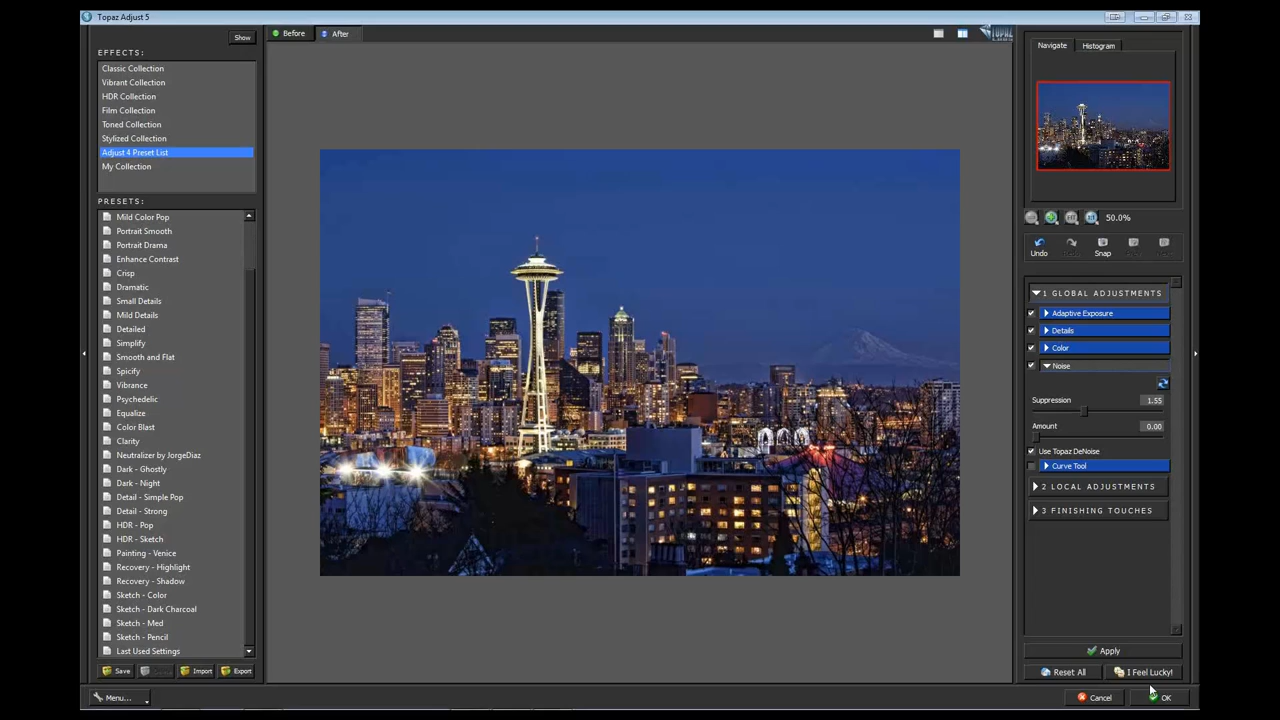 Topaz Adjust 5
Show
Before
After
TOPAZ
EFFECTS:
Classic Collection
Vibrant Collection
HDR Collection
Film Collection
Toned Collection
Stylized Collection
Adjust 4 Preset List
My Collection
PRESETS:
Mild Color Pop
Portrait Smooth
Portrait Drama
Enhance Contrast
Crisp
Dramatic
Small Details
Mild Details
Detailed
Simplify
Smooth and Flat
Spicify
Vibrance
Psychedelic
Equalize
Color Blast
Clarity
Neutralizer by JorgeDiaz
Dark - Ghostly
Dark - Night
Detail - Simple Pop
Detail - Strong
HDR - Pop
HDR - Sketch
Painting - Venice
Recovery - Highlight
Recovery - Shadow
Sketch - Color
Sketch - Dark Charcoal
Sketch - Med
Sketch - Pencil
Last Used Settings
Save
Import
Export
Menu...
Navigate
Histogram
50.0%
Undo
Snap
1 GLOBAL ADJUSTMENTS
Adaptive Exposure
Details
Color
Noise
Suppression 1.55
Amount 0.00
Use Topaz DeNoise
Curve Tool
2 LOCAL ADJUSTMENTS
3 FINISHING TOUCHES
Apply
Reset All
I Feel Lucky!
Cancel
OK